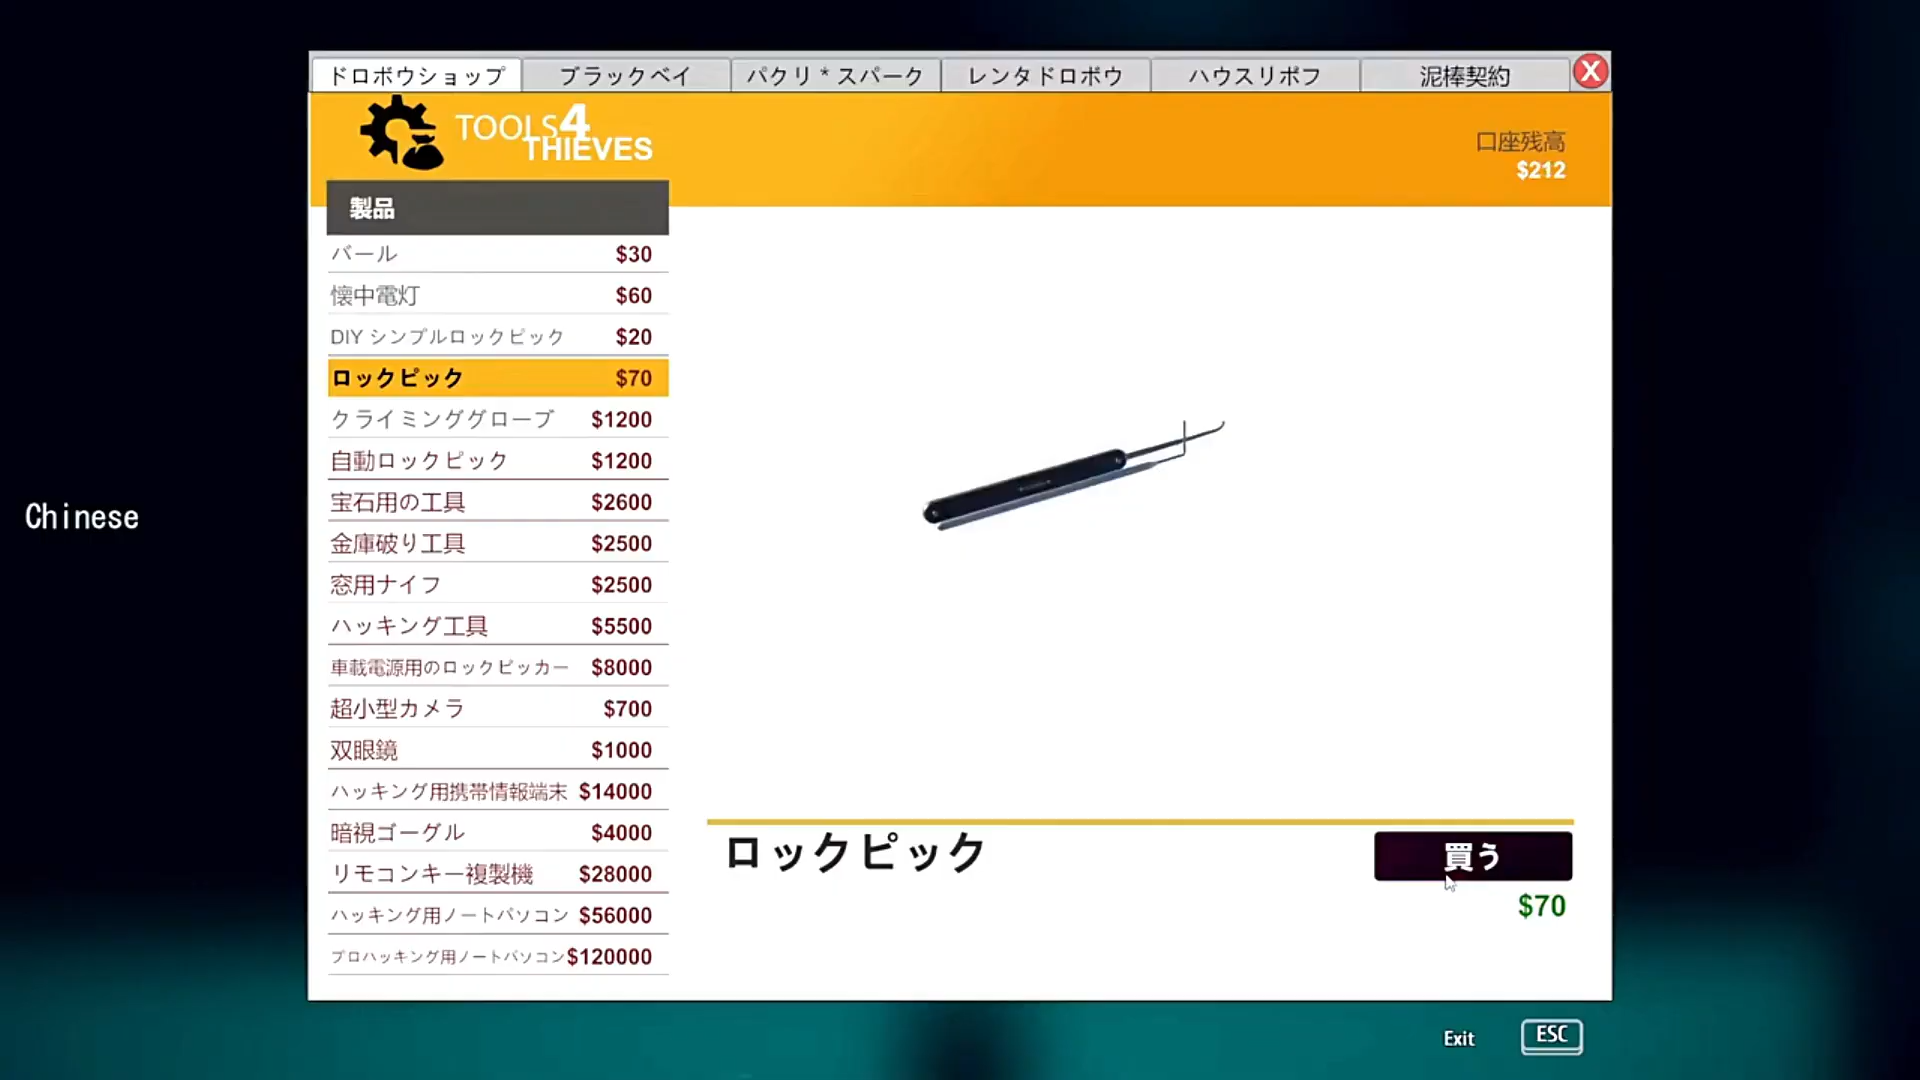 ドロボウショップ
ブラックベイ
パクリ*スパーク
レンタドロボウ
ハウスリボフ
泥棒契約
X
TOOLS4
THIEVES
口座残高
$212
製品
バール $30
懐中電灯 $60
DIY シンプルロックピック $20
ロックピック $70
クライミンググローブ $1200
自動ロックピック $1200
宝石用の工具 $2600
金庫破り工具 $2500
窓用ナイフ $2500
ハッキング工具 $5500
車載電源用のロックピッカー $8000
超小型カメラ $700
双眼鏡 $1000
ハッキング用携帯情報端末 $14000
暗視ゴーグル $4000
リモコンキー複製機 $28000
ハッキング用ノートパソコン $56000
プロハッキング用ノートパソコン $120000
Chinese
ロックピック
買う
$70
Exit
ESC